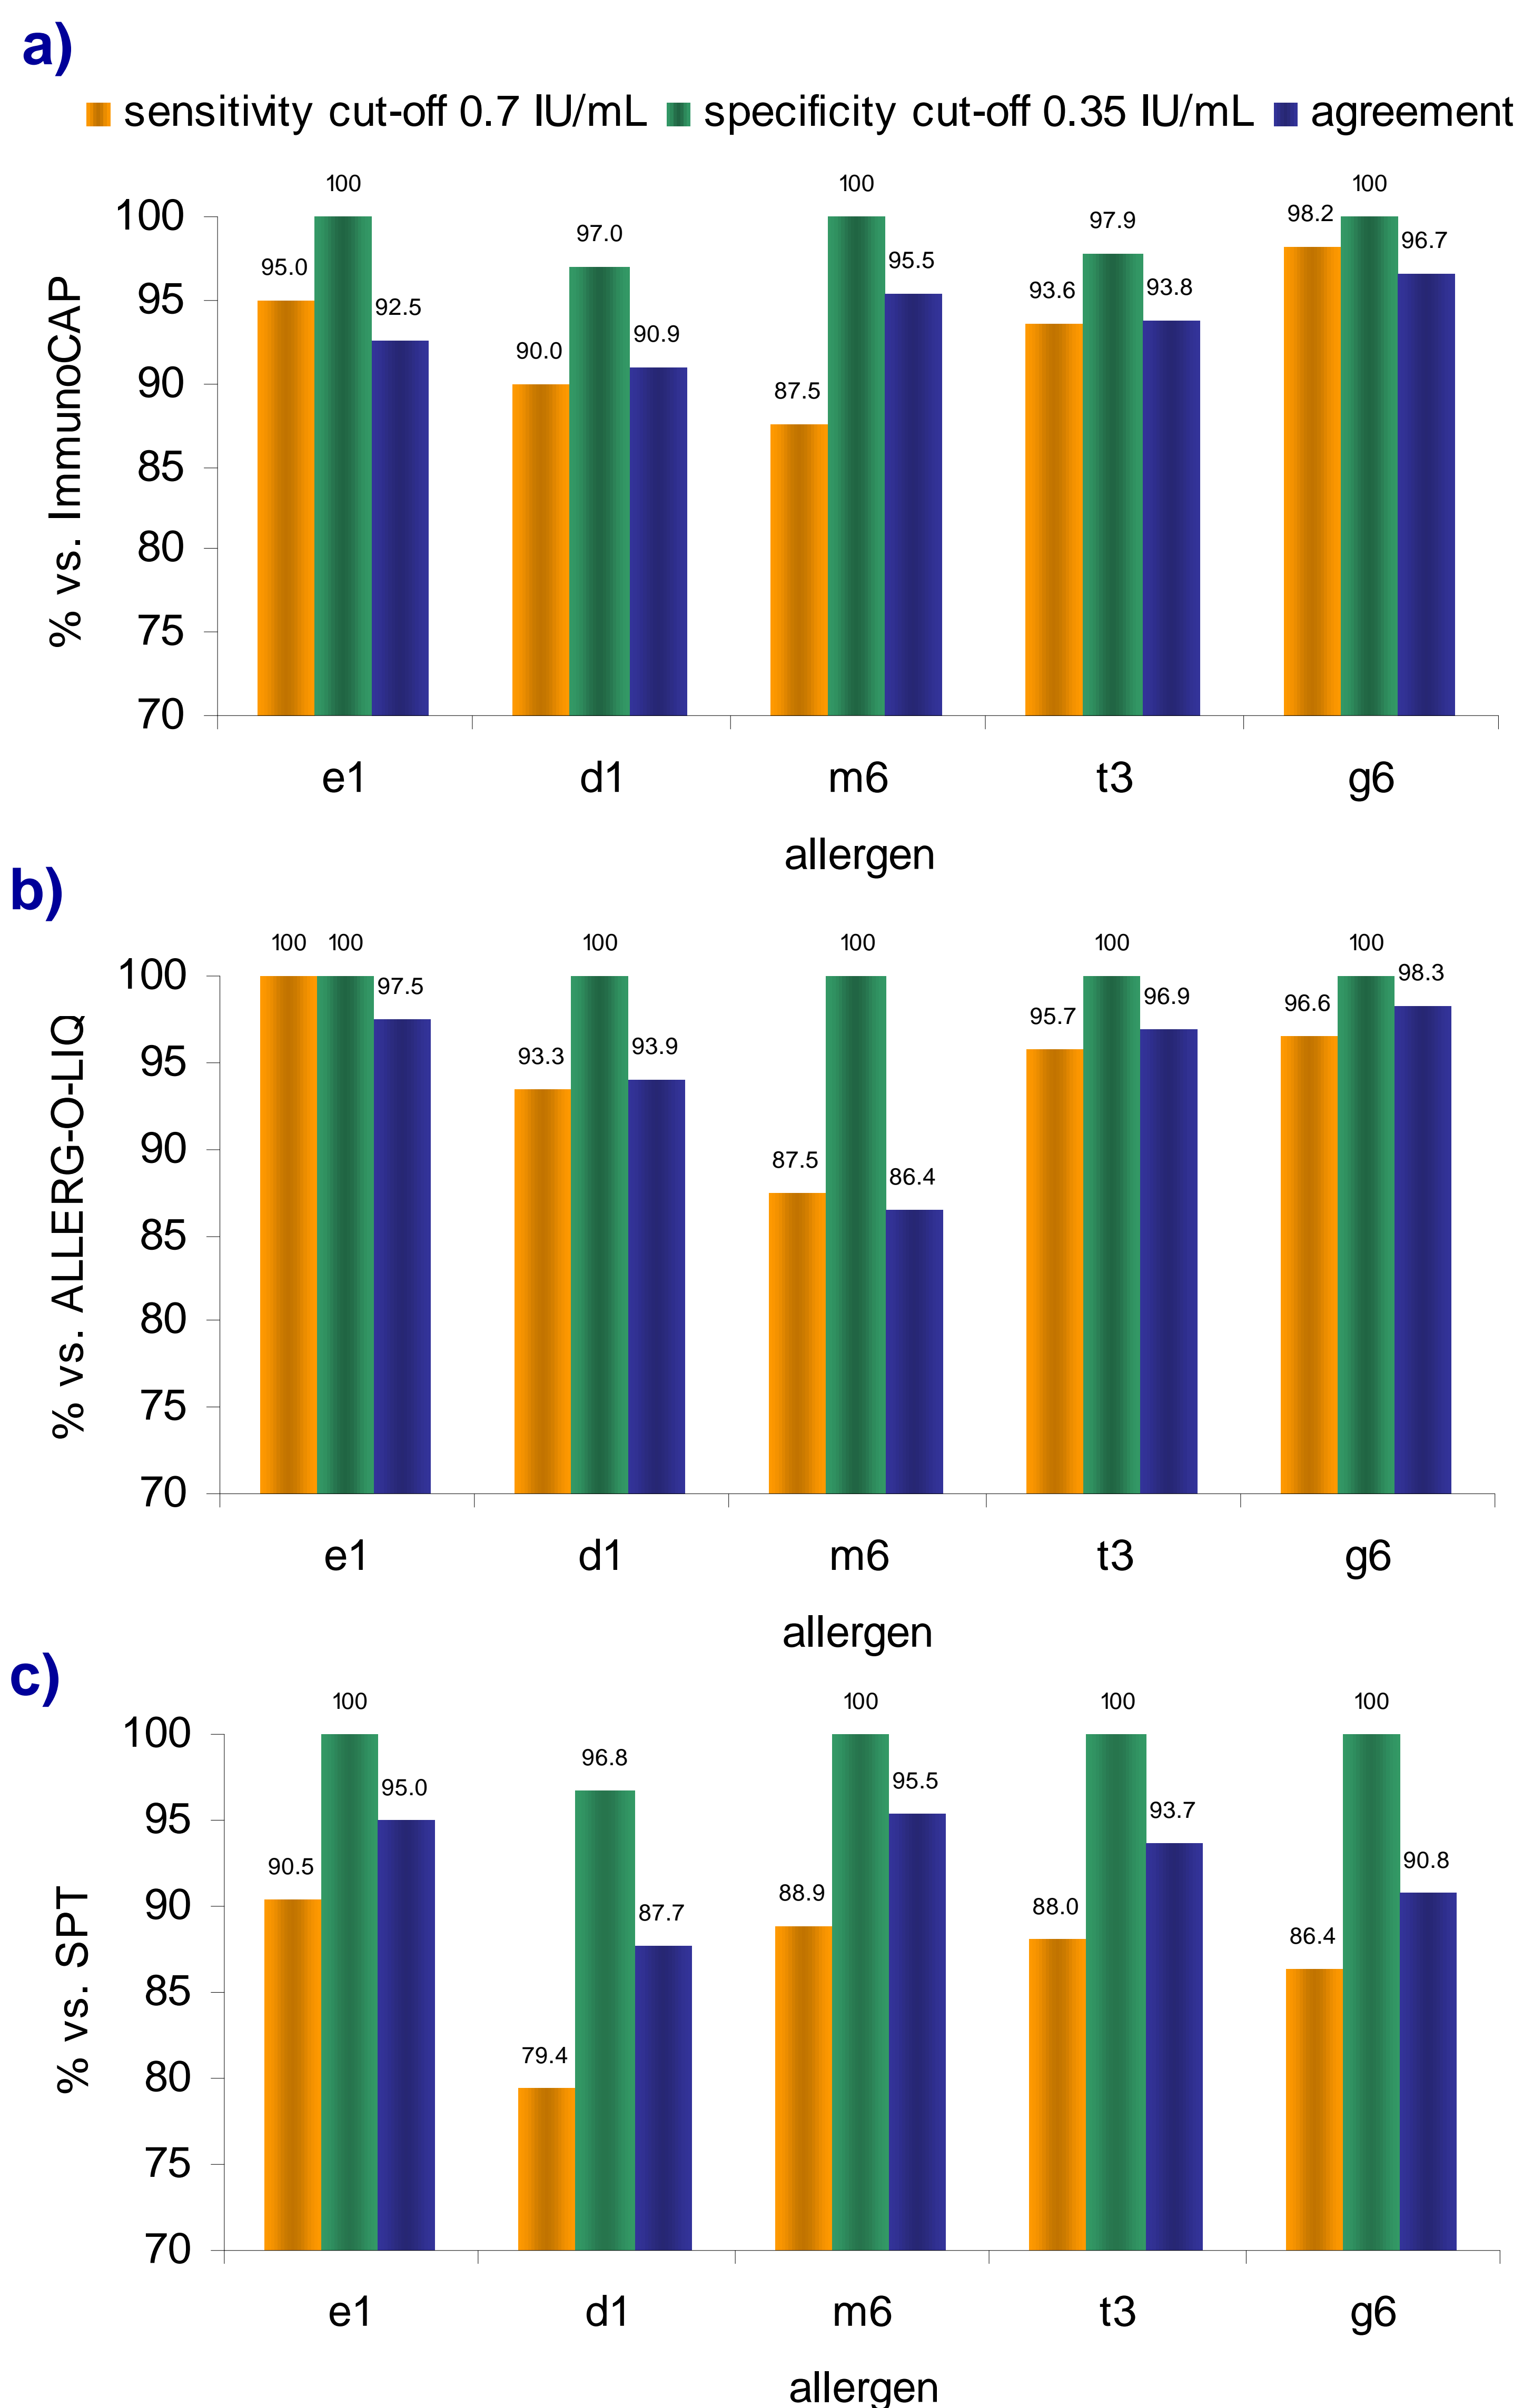 a)
sensitivity cut-off 0.7 IU/mL specificity cut-off 0.35 IU/mL agreement
% vs. ImmunoCAP
100
95
90
85
80
75
70
95.0 100 92.5
90.0 97.0 90.9
87.5 100 95.5
93.6 97.9 93.8
98.2 100 96.7
e1 d1 m6 t3 g6
allergen
b)
% vs. ALLERG-O-LIQ
100
95
90
85
80
75
70
100 100 97.5
93.3 100 93.9
87.5 100 86.4
95.7 100 96.9
96.6 100 98.3
e1 d1 m6 t3 g6
allergen
c)
% vs. SPT
100
95
90
85
80
75
70
90.5 100 95.0
79.4 96.8 87.7
88.9 100 95.5
88.0 100 93.7
86.4 100 90.8
e1 d1 m6 t3 g6
allergen